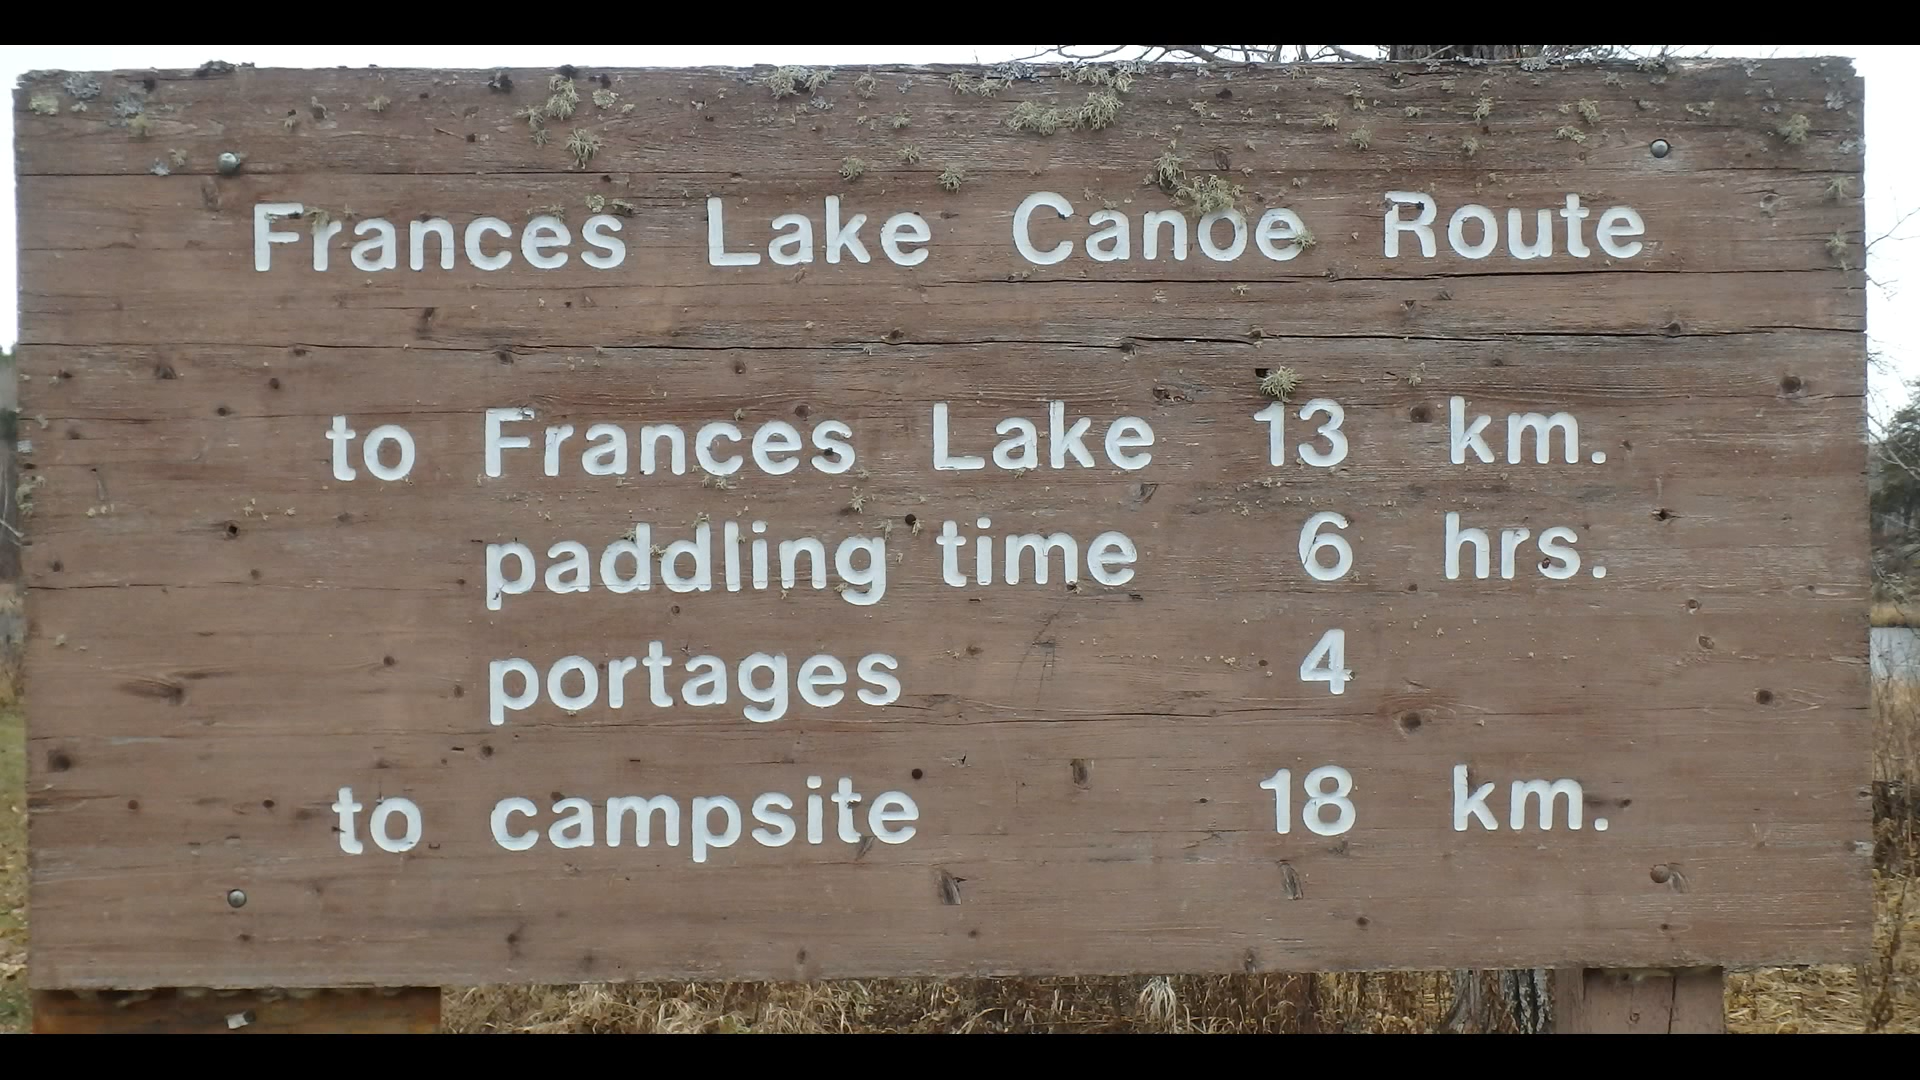 Frances Lake Canoe Route
to Frances Lake 13 km.
paddling time 6 hrs.
portages 4
to campsite 18 km.